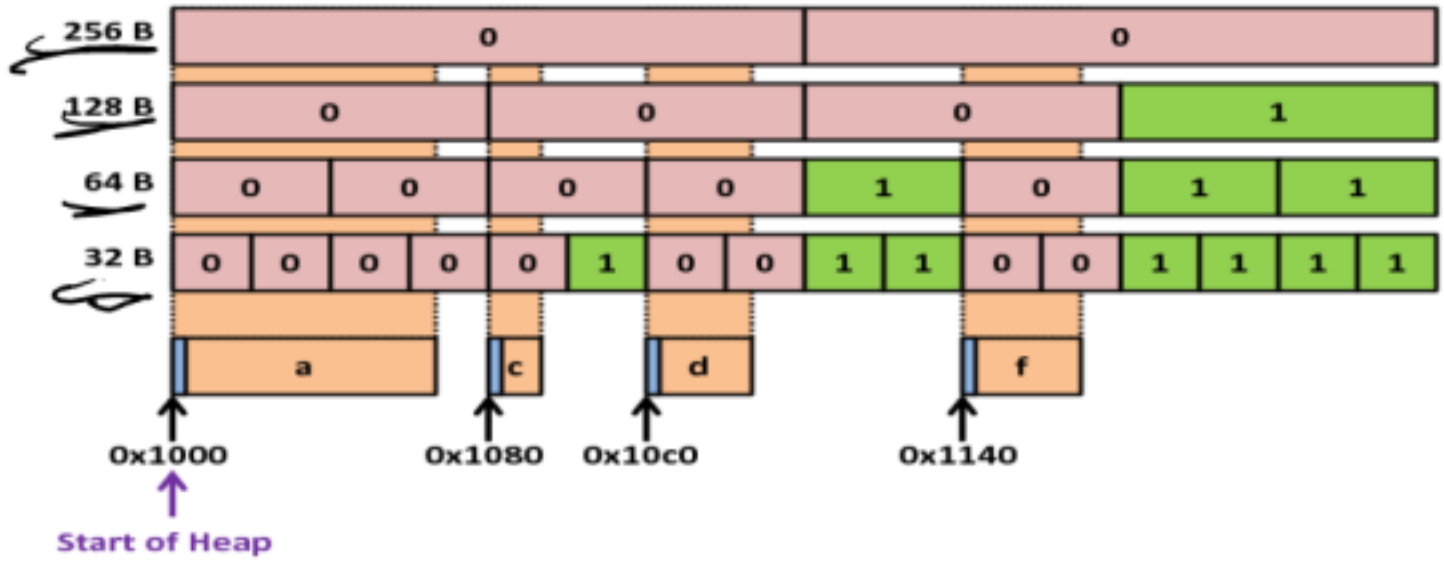 256 B 0 0
128 B 0 0 0 1
64 B 0 0 0 0 1 0 1 1
32 B 0 0 0 0 0 1 0 0 1 1 0 0 1 1 1 1
a c d f
0x1000 0x1080 0x10c0 0x1140
Start of Heap